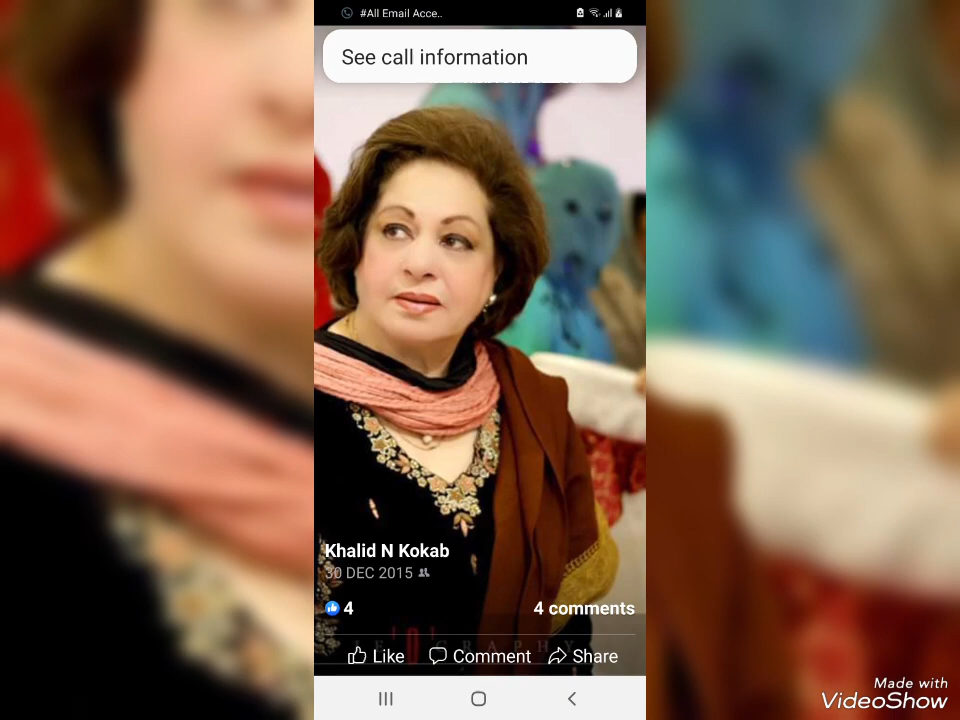 #All Email Acce..
See call information
Khalid N Kokab
30 DEC 2015
4
4 comments
Like Comment Share
Made with
VideoShow